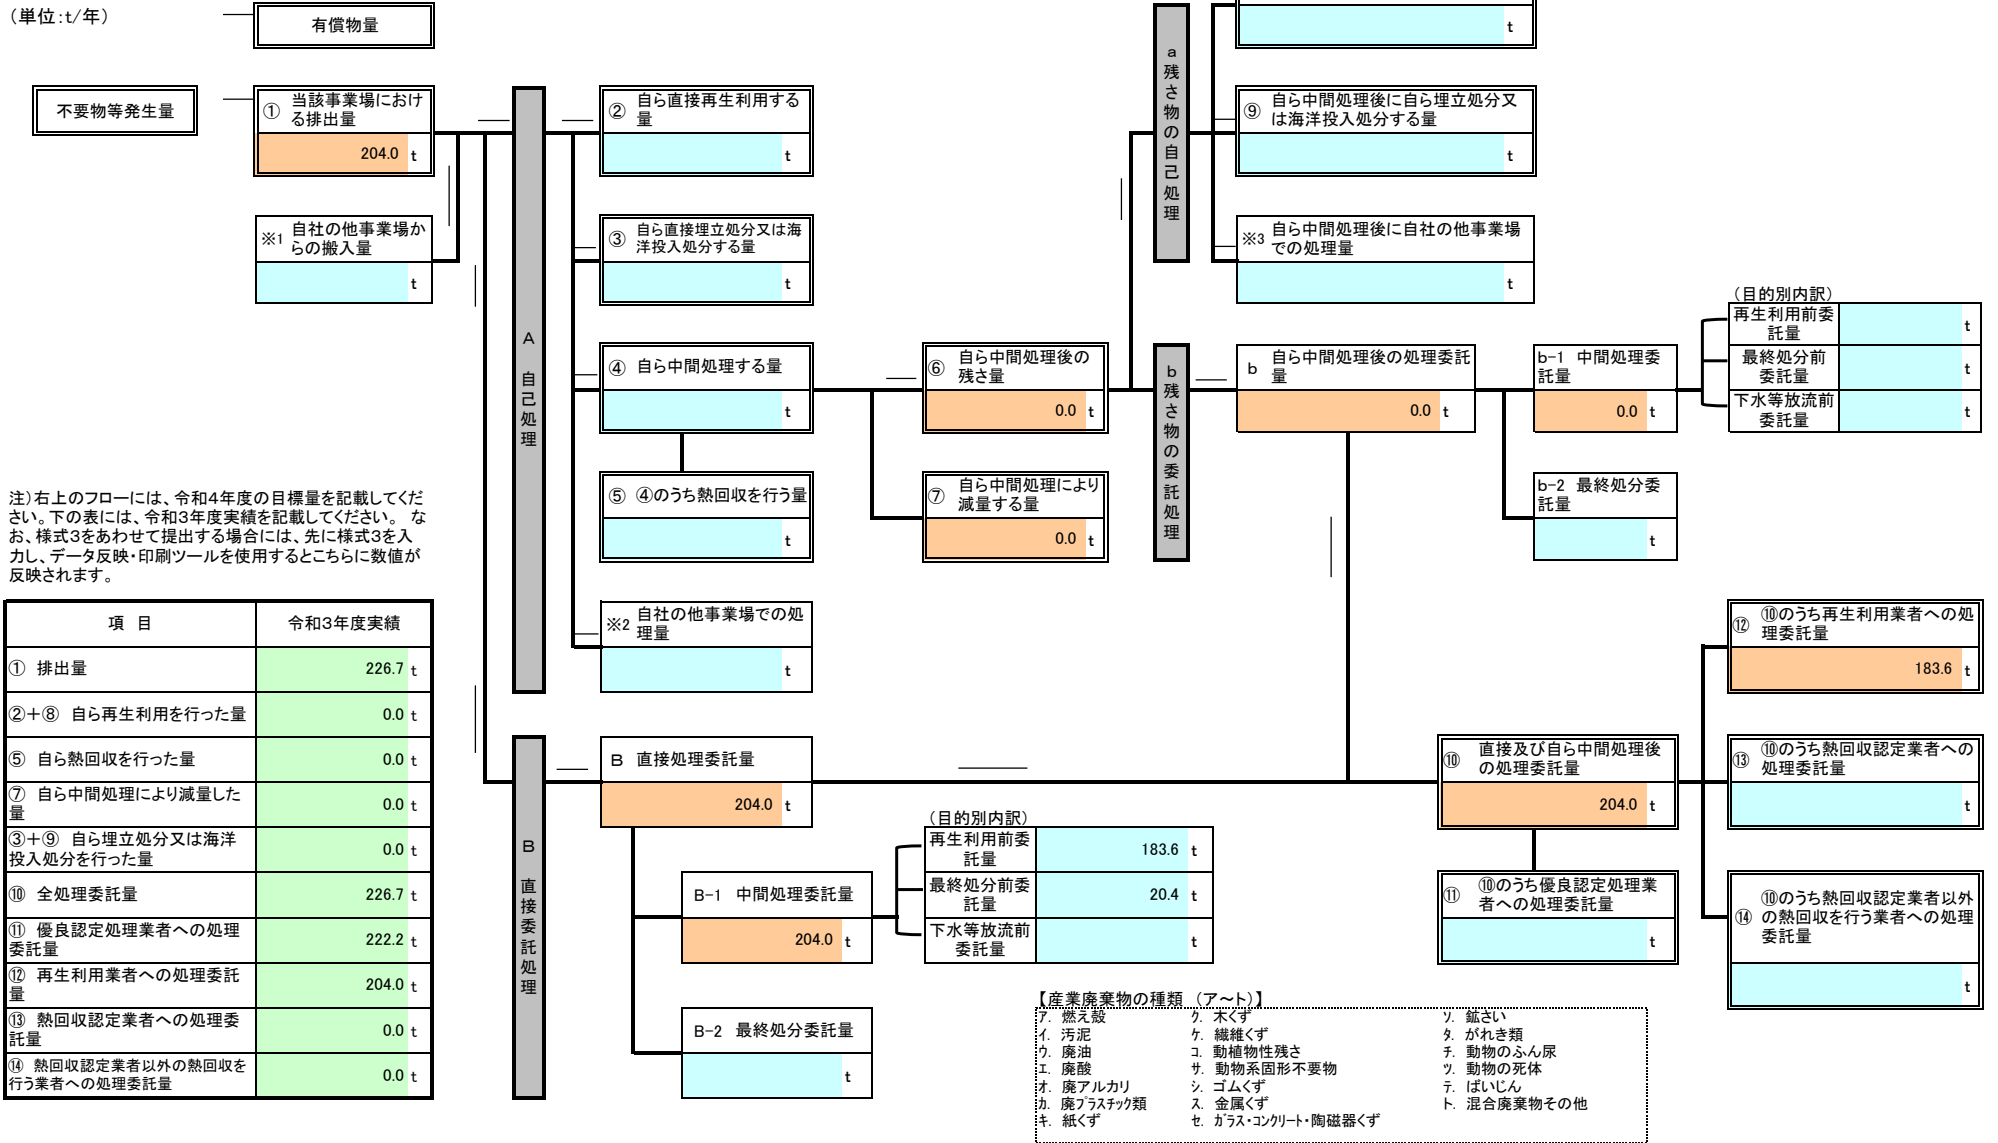 (単位:t/年)
有償物量
不要物等発生量
① 当該事業場におけ
る排出量
204.0 t
※1 自社の他事業場か
らの搬入量
t
A 自己処理
② 自ら直接再生利用する
量
t
③ 自ら直接埋立処分又は海
洋投入処分する量
t
④ 自ら中間処理する量
t
⑤ ④のうち熱回収を行う量
t
※2 自社の他事業場での処
理量
t
⑥ 自ら中間処理後の
残さ量
0.0 t
⑦ 自ら中間処理により
減量する量
0.0 t
a 残さ物の自己処理
t
⑨ 自ら中間処理後に自ら埋立処分又
は海洋投入処分する量
t
※3 自ら中間処理後に自社の他事業場
での処理量
t
b 残さ物の委託処理
b 自ら中間処理後の処理委託
量
0.0 t
b-1 中間処理委
託量
0.0 t
(目的別内訳)
再生利用前委
託量
t
最終処分前
委託量
t
下水等放流前
委託量
t
b-2 最終処分委
託量
t
注)右上のフローには、令和4年度の目標量を記載してくだ
さい。下の表には、令和3年度実績を記載してください。 な
お、様式3をあわせて提出する場合には、先に様式3を入
力し、データ反映・印刷ツールを使用するとこちらに数値が
反映されます。
項 目 令和3年度実績
① 排出量 226.7 t
②+⑧ 自ら再生利用を行った量 0.0 t
⑤ 自ら熱回収を行った量 0.0 t
⑦ 自ら中間処理により減量した
量 0.0 t
③+⑨ 自ら埋立処分又は海洋
投入処分を行った量 0.0 t
⑩ 全処理委託量 226.7 t
⑪ 優良認定処理業者への処理
委託量 222.2 t
⑫ 再生利用業者への処理委託
量 204.0 t
⑬ 熱回収認定業者への処理委
託量 0.0 t
⑭ 熱回収認定業者以外の熱回収を
行う業者への処理委託量 0.0 t
B 直接委託処理
B 直接処理委託量
204.0 t
B-1 中間処理委託量
204.0 t
(目的別内訳)
再生利用前委
託量
183.6 t
最終処分前委
託量
20.4 t
下水等放流前
委託量
t
B-2 最終処分委託量
t
⑩ 直接及び自ら中間処理後
の処理委託量
204.0 t
⑪ ⑩のうち優良認定処理業
者への処理委託量
t
⑫ ⑩のうち再生利用業者への処
理委託量
183.6 t
⑬ ⑩のうち熱回収認定業者への
処理委託量
t
⑭ ⑩のうち熱回収認定業者以外
の熱回収を行う業者への処理
委託量
t
【産業廃棄物の種類 (ア~ト)】
ア. 燃え殻 ク. 木くず ソ. 鉱さい
イ. 汚泥 ケ. 繊維くず タ. がれき類
ウ. 廃油 コ. 動植物性残さ チ. 動物のふん尿
エ. 廃酸 サ. 動物系固形不要物 ツ. 動物の死体
オ. 廃アルカリ シ. ゴムくず テ. ばいじん
カ. 廃プラスチック類 ス. 金属くず ト. 混合廃棄物その他
キ. 紙くず セ. ガラス・コンクリート・陶磁器くず